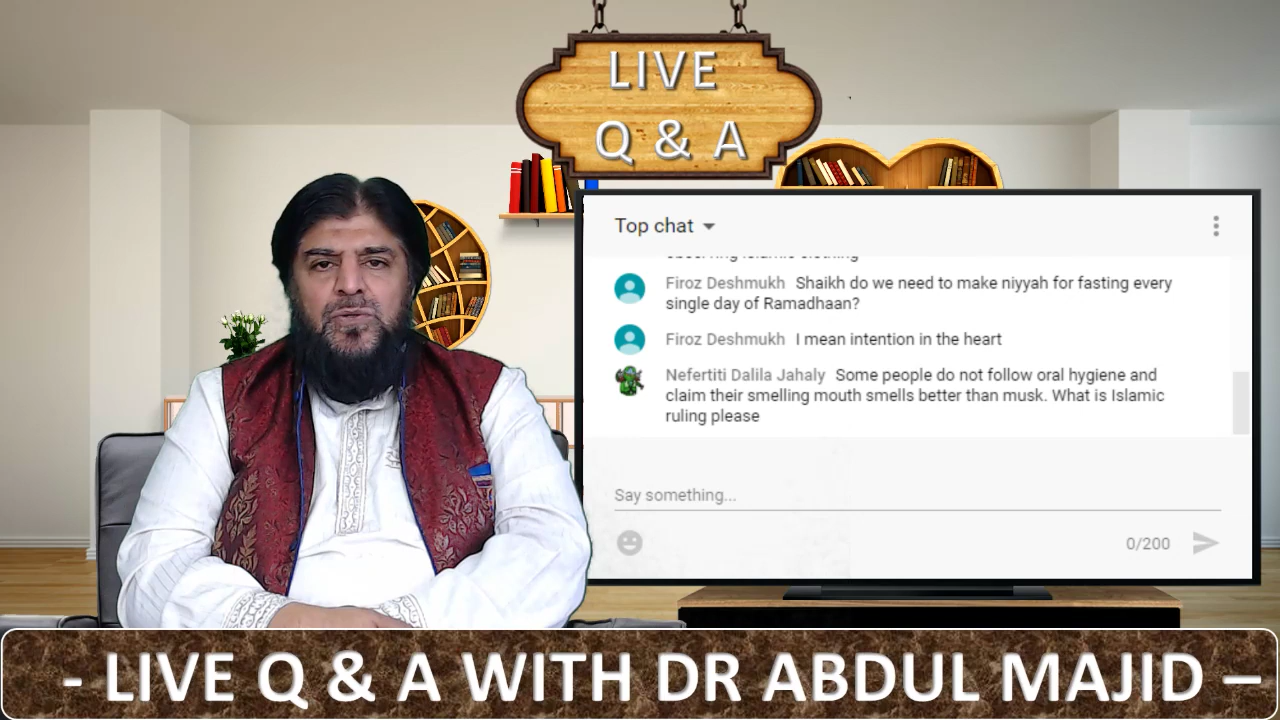 LIVE
Q & A
Top chat
observing Islamic clothing
Firoz Deshmukh Shaikh do we need to make niyyah for fasting every
single day of Ramadhaan?
Firoz Deshmukh I mean intention in the heart
Nefertiti Dalila Jahaly Some people do not follow oral hygiene and
claim their smelling mouth smells better than musk. What is Islamic
ruling please
Say something...
0/200
- LIVE Q & A WITH DR ABDUL MAJID –